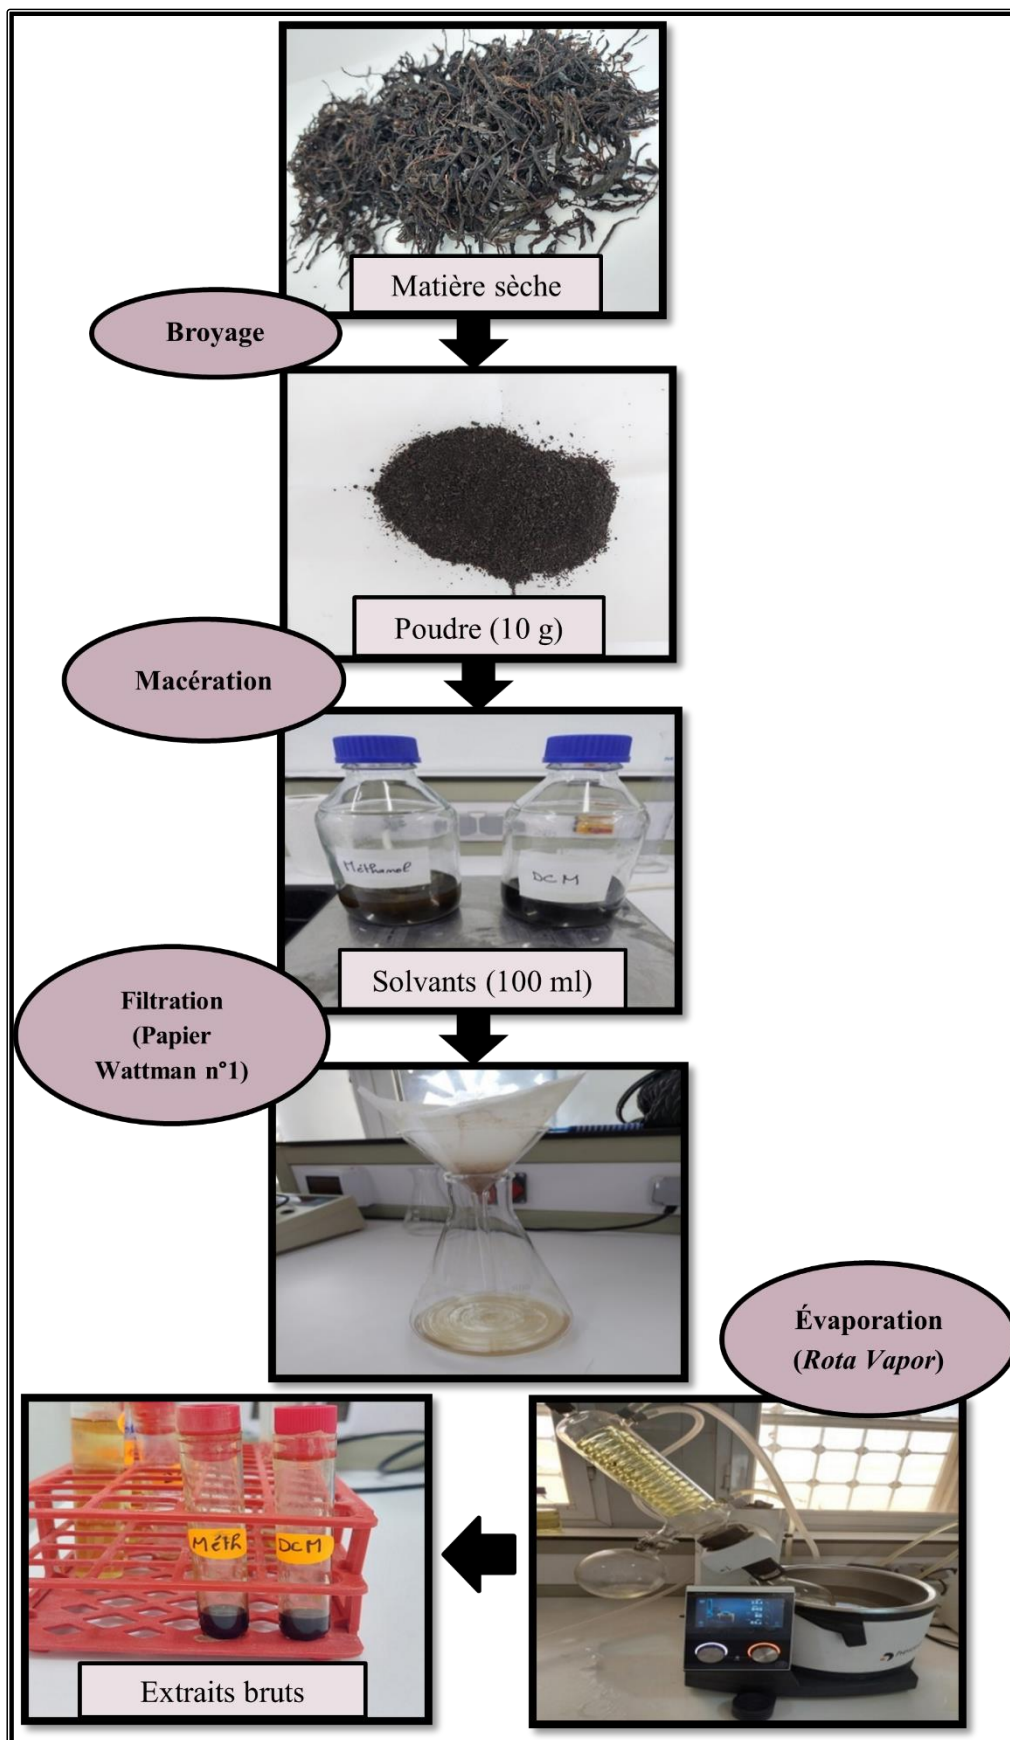 Matière sèche
Broyage
Poudre (10 g)
Macération
Méthanol
DCM
Solvants (100 ml)
Filtration
(Papier
Wattman n°1)
Évaporation
(Rota Vapor)
MéTh
DCM
Extraits bruts